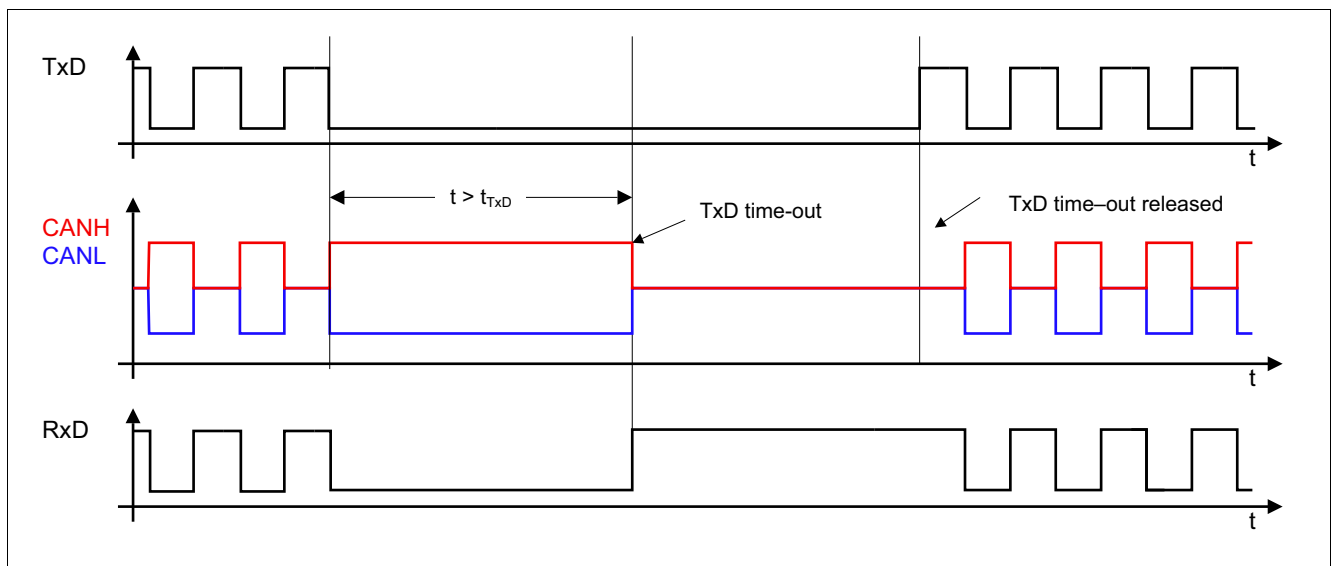 TxD
t
t > tTxD
TxD time-out
TxD time–out released
CANH
CANL
t
RxD
t